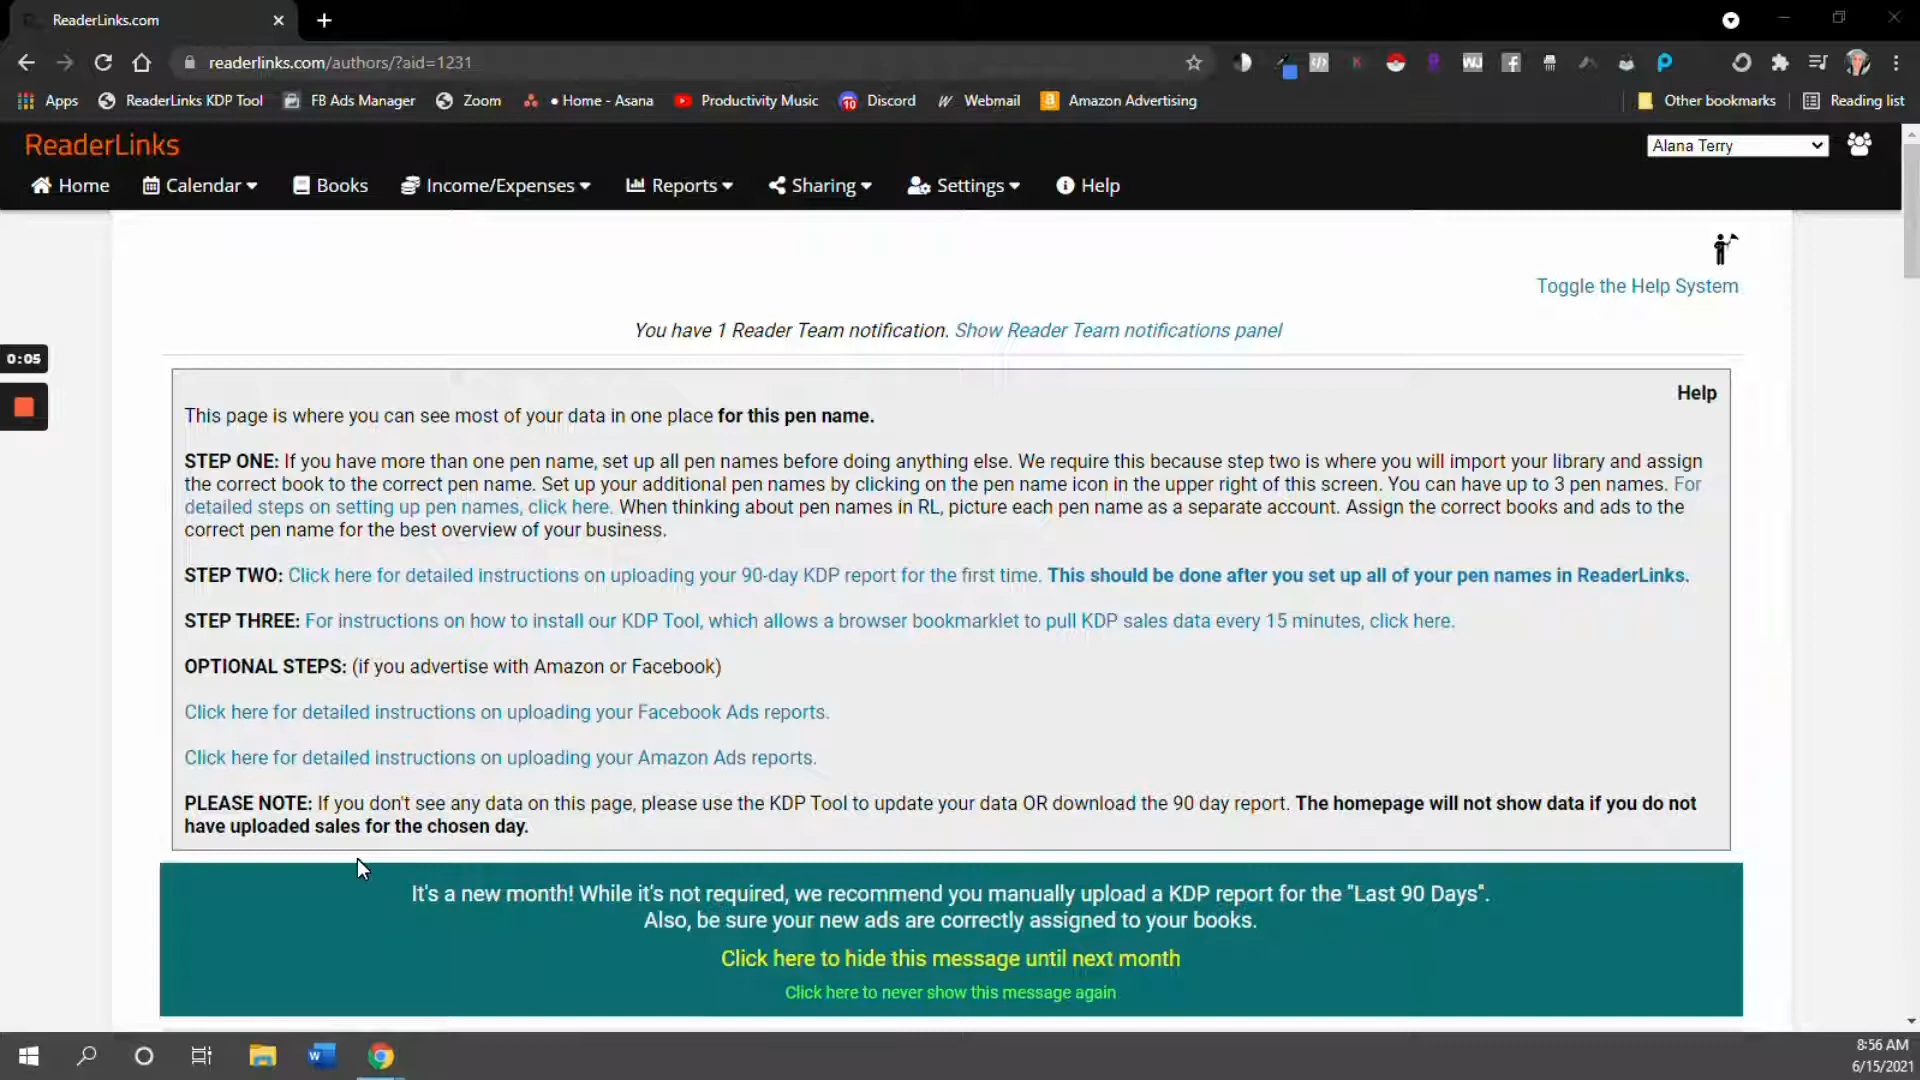 ReaderLinks.com
readerlinks.com/authors/?aid=1231
Apps ReaderLinks KDP Tool FB Ads Manager Zoom • Home - Asana Productivity Music 10 Discord Webmail Amazon Advertising Other bookmarks Reading list
ReaderLinks
Alana Terry
Home Calendar Books Income/Expenses Reports Sharing Settings Help
Toggle the Help System
You have 1 Reader Team notification. Show Reader Team notifications panel
0:05
Help
This page is where you can see most of your data in one place for this pen name.
STEP ONE: If you have more than one pen name, set up all pen names before doing anything else. We require this because step two is where you will import your library and assign
the correct book to the correct pen name. Set up your additional pen names by clicking on the pen name icon in the upper right of this screen. You can have up to 3 pen names. For
detailed steps on setting up pen names, click here. When thinking about pen names in RL, picture each pen name as a separate account. Assign the correct books and ads to the
correct pen name for the best overview of your business.
STEP TWO: Click here for detailed instructions on uploading your 90-day KDP report for the first time. This should be done after you set up all of your pen names in ReaderLinks.
STEP THREE: For instructions on how to install our KDP Tool, which allows a browser bookmarklet to pull KDP sales data every 15 minutes, click here.
OPTIONAL STEPS: (if you advertise with Amazon or Facebook)
Click here for detailed instructions on uploading your Facebook Ads reports.
Click here for detailed instructions on uploading your Amazon Ads reports.
PLEASE NOTE: If you don't see any data on this page, please use the KDP Tool to update your data OR download the 90 day report. The homepage will not show data if you do not
have uploaded sales for the chosen day.
It's a new month! While it's not required, we recommend you manually upload a KDP report for the "Last 90 Days".
Also, be sure your new ads are correctly assigned to your books.
Click here to hide this message until next month
Click here to never show this message again
8:56 AM
6/15/2021